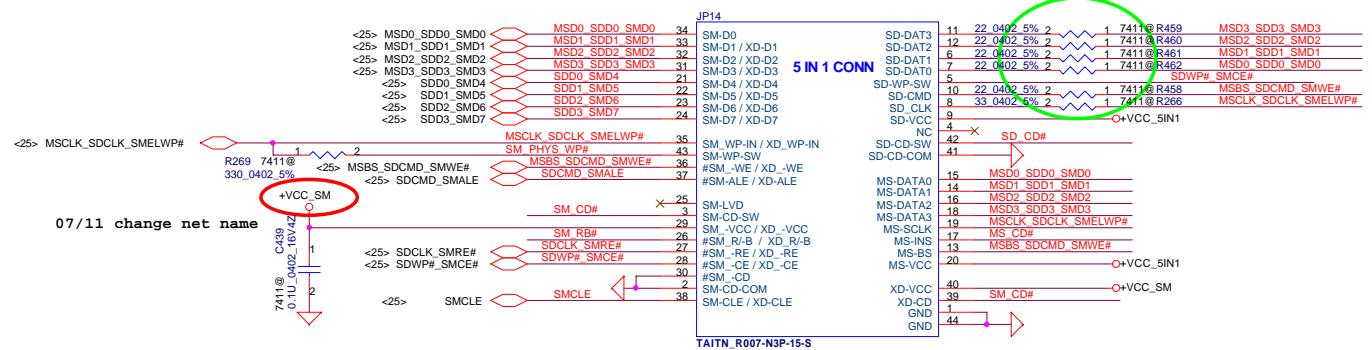 JP14
5 IN 1 CONN
<25> MSD0_SDD0_SMD0 MSD0_SDD0_SMD0 34 SM-D0
<25> MSD1_SDD1_SMD1 MSD1_SDD1_SMD1 33 SM-D1 / XD-D1
<25> MSD2_SDD2_SMD2 MSD2_SDD2_SMD2 32 SM-D2 / XD-D2
<25> MSD3_SDD3_SMD3 MSD3_SDD3_SMD3 31 SM-D3 / XD-D3
<25> SDD0_SMD4 SDD0_SMD4 21 SM-D4 / XD-D4
<25> SDD1_SMD5 SDD1_SMD5 22 SM-D5 / XD-D5
<25> SDD2_SMD6 SDD2_SMD6 23 SM-D6 / XD-D6
<25> SDD3_SMD7 SDD3_SMD7 24 SM-D7 / XD-D7
<25> MSCLK_SDCLK_SMELWP# MSCLK_SDCLK_SMELWP# 35 SM_WP-IN / XD_WP-IN
1 2 SM_PHYS_WP# 43 SM-WP-SW
R269 7411@
330_0402_5%
<25> MSBS_SDCMD_SMWE# MSBS_SDCMD_SMWE# 36 #SM_-WE / XD_-WE
<25> SDCMD_SMALE SDCMD_SMALE 37 #SM-ALE / XD-ALE
+VCC_SM
07/11 change net name
25 SM-LVD
SM_CD# 3 SM-CD-SW
29 SM_-VCC / XD_-VCC
SM_RB# 26 #SM_R/-B / XD_R/-B
<25> SDCLK_SMRE# SDCLK_SMRE# 27 #SM_-RE / XD_-RE
<25> SDWP#_SMCE# SDWP#_SMCE# 28 #SM_-CE / XD_-CE
30 #SM_-CD
2 SM-CD-COM
<25> SMCLE SMCLE 38 SM-CLE / XD-CLE
C439
0.1U_0402_16V4Z
7411@
1
2
SD-DAT3 11 22_0402_5% 2 1 7411@ R459 MSD3_SDD3_SMD3
SD-DAT2 12 22_0402_5% 2 1 7411@ R460 MSD2_SDD2_SMD2
SD-DAT1 6 22_0402_5% 2 1 7411@ R461 MSD1_SDD1_SMD1
SD-DAT0 7 22_0402_5% 2 1 7411@ R462 MSD0_SDD0_SMD0
SD-WP-SW 5 SDWP#_SMCE#
SD-CMD 10 22_0402_5% 2 1 7411@ R458 MSBS_SDCMD_SMWE#
SD_CLK 8 33_0402_5% 2 1 7411@ R266 MSCLK_SDCLK_SMELWP#
SD-VCC 9 +VCC_5IN1
NC 4
SD-CD-SW 42 SD_CD#
SD-CD-COM 41
MS-DATA0 15 MSD0_SDD0_SMD0
MS-DATA1 14 MSD1_SDD1_SMD1
MS-DATA2 16 MSD2_SDD2_SMD2
MS-DATA3 18 MSD3_SDD3_SMD3
MS-SCLK 19 MSCLK_SDCLK_SMELWP#
MS-INS 17 MS_CD#
MS-BS 13 MSBS_SDCMD_SMWE#
MS-VCC 20 +VCC_5IN1
XD-VCC 40 +VCC_SM
XD-CD 39 SM_CD#
GND 1
GND 44
TAITN_R007-N3P-15-S